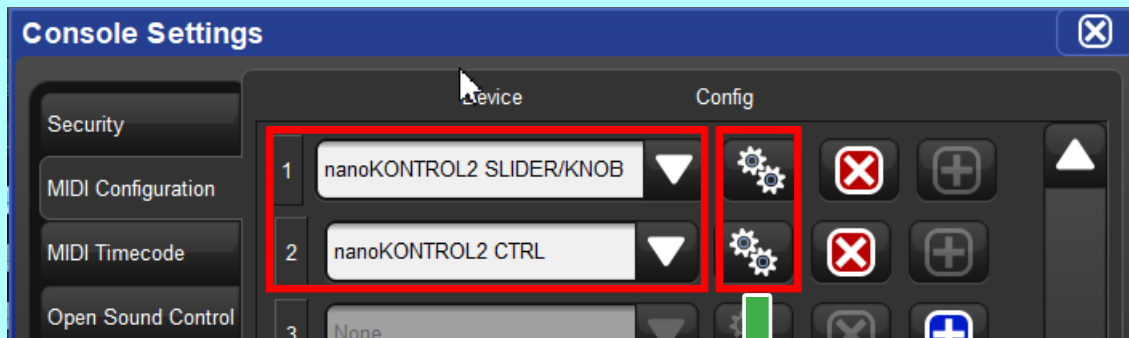 Console Settings
Device Config
Security
1 nanoKONTROL2 SLIDER/KNOB
MIDI Configuration
2 nanoKONTROL2 CTRL
MIDI Timecode
Open Sound Control
3 None